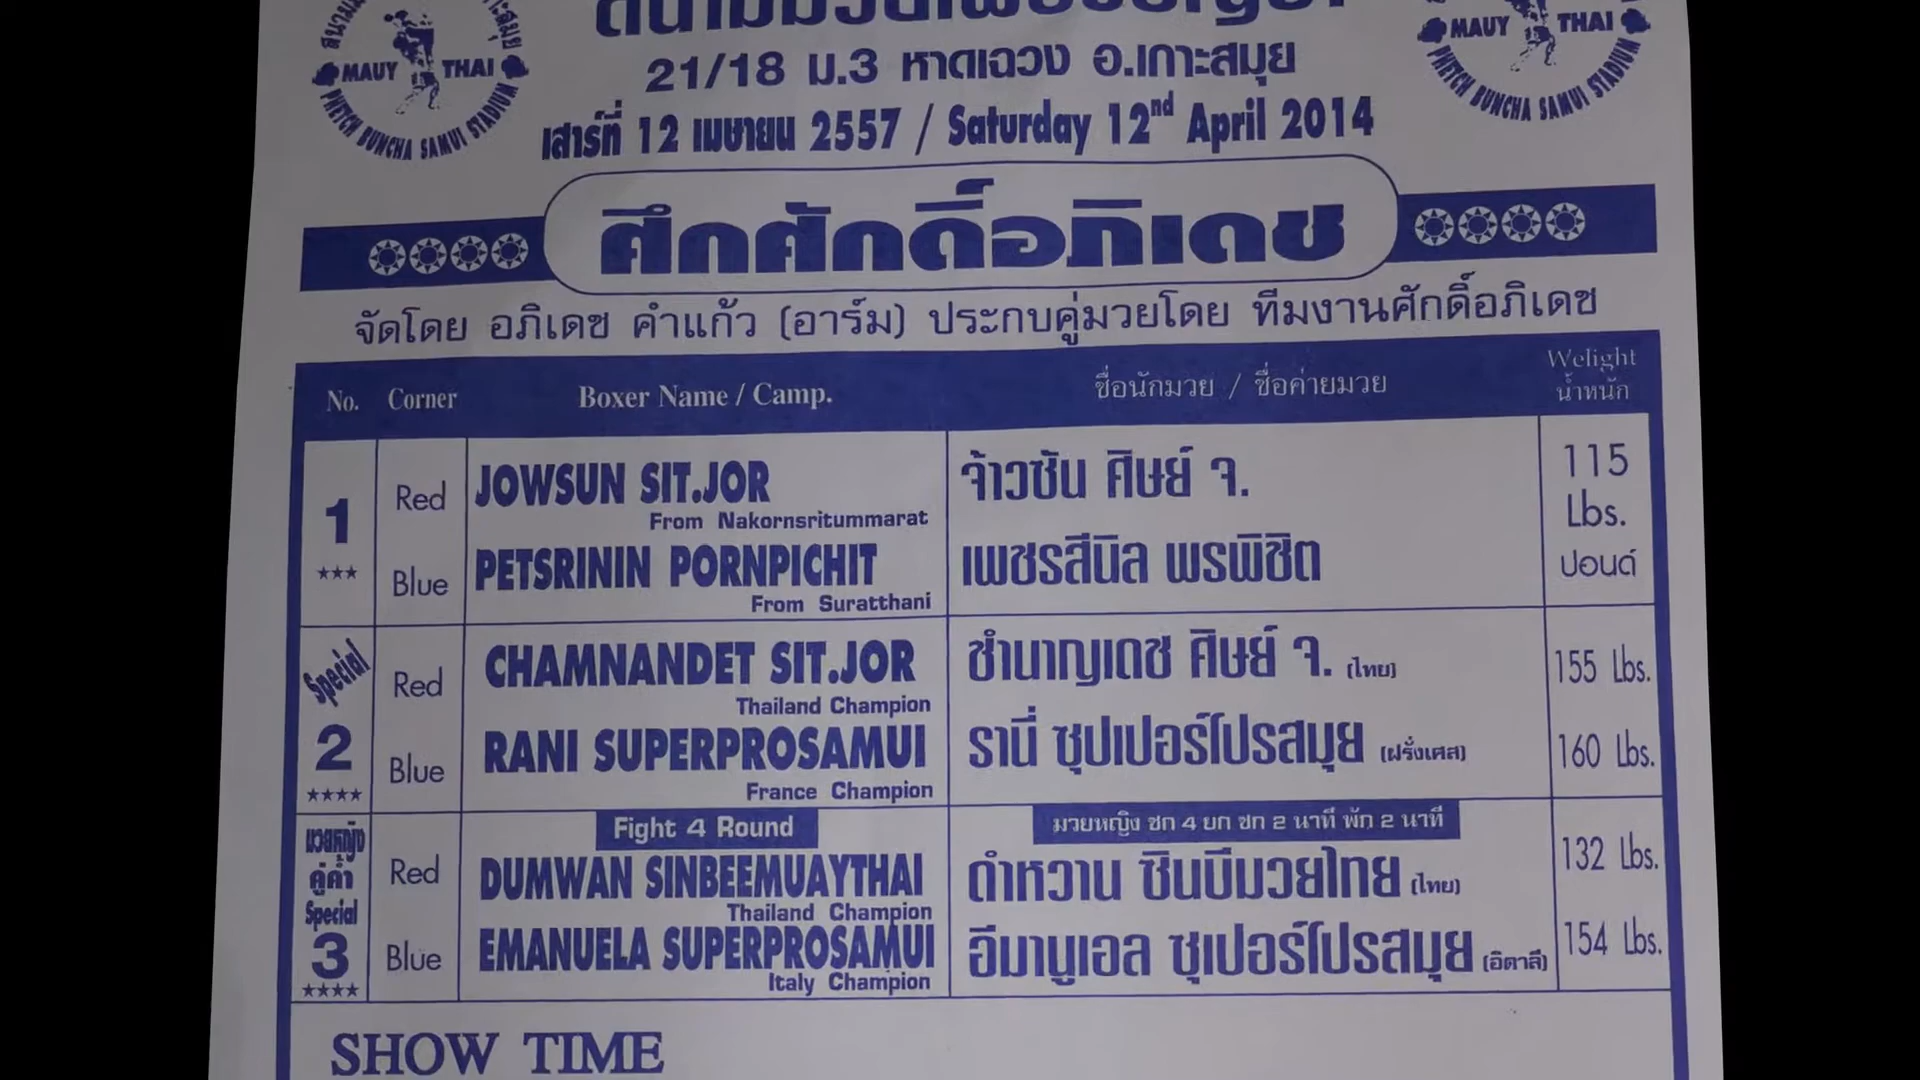 MAUY THAI
PHETCH BUNCHA SAMUI STADIUM
MAUY THAI
PHETCH BUNCHA SAMUI STADIUM
21/18 ม.3 หาดเฉวง อ.เกาะสมุย
เสาร์ที่ 12 เมษายน 2557 / Saturday 12nd April 2014
ศึกศักดิ์อภิเดช
จัดโดย อภิเดช คำแก้ว (อาร์ม) ประกบคู่มวยโดย ทีมงานศักดิ์อภิเดช
No. Corner Boxer Name / Camp. ชื่อนักมวย / ชื่อค่ายมวย Welight
น้ำหนัก
1
★★★
Red JOWSUN SIT.JOR จ้าวซัน ศิษย์ จ. 115
From Nakornsritummarat Lbs.
Blue PETSRININ PORNPICHIT เพชรสีนิล พรพิชิต ปอนด์
From Suratthani
Special
2
★★★★
Red CHAMNANDET SIT.JOR ชำนาญเดช ศิษย์ จ. (ไทย) 155 Lbs.
Thailand Champion
Blue RANI SUPERPROSAMUI รานี่ ซุปเปอร์โปรสมุย (ฝรั่งเศส) 160 Lbs.
France Champion
มวยหญิง
คู่ค้ำ
Special
3
★★★★
Fight 4 Round มวยหญิง ชก 4 ยก ชก 2 นาที พัก 2 นาที
Red DUMWAN SINBEEMUAYTHAI ดำหวาน ซินบีมวยไทย (ไทย) 132 Lbs.
Thailand Champion
Blue EMANUELA SUPERPROSAMUI อีมานูเอล ซุเปอร์โปรสมุย (อิตาลี) 154 Lbs.
Italy Champion
SHOW TIME